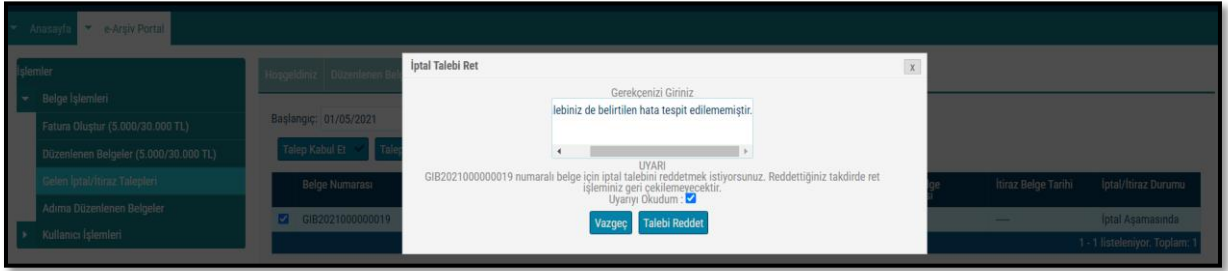 Anasayfa
e-Arşiv Portal
İşlemler
Belge İşlemleri
Fatura Oluştur (5.000/30.000 TL)
Düzenlenen Belgeler (5.000/30.000 TL)
Gelen İptal/İtiraz Talepleri
Adıma Düzenlenen Belgeler
Kullanıcı İşlemleri
Hoşgeldiniz
Düzenlenen Bel
Başlangıç: 01/05/2021
Talep Kabul Et
Talep
Belge Numarası
İtiraz Belge Tarihi
İptal/İtiraz Durumu
GIB2021000000019
----
İptal Aşamasında
1 - 1 listeleniyor. Toplam: 1
İptal Talebi Ret
x
Gerekçenizi Giriniz
lebiniz de belirtilen hata tespit edilememiştir.
UYARI
GIB2021000000019 numaralı belge için iptal talebini reddetmek istiyorsunuz. Reddettiğiniz takdirde ret
işleminiz geri çekilemeyecektir.
Uyarıyı Okudum :
Vazgeç
Talebi Reddet